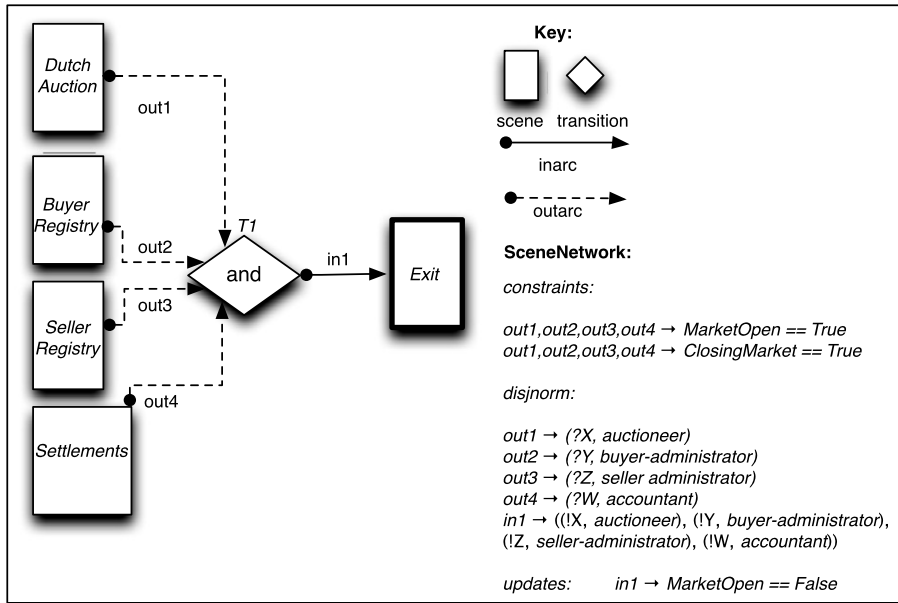 Dutch
Auction
out1
Buyer
Registry
out2
T1
and
in1
Exit
out3
Seller
Registry
out4
Settlements
Key:
scene transition
inarc
outarc
SceneNetwork:
constraints:
out1,out2,out3,out4 → MarketOpen == True
out1,out2,out3,out4 → ClosingMarket == True
disjnorm:
out1 → (?X, auctioneer)
out2 → (?Y, buyer-administrator)
out3 → (?Z, seller administrator)
out4 → (?W, accountant)
in1 → ((!X, auctioneer), (!Y, buyer-administrator),
(!Z, seller-administrator), (!W, accountant))
updates: in1 → MarketOpen == False